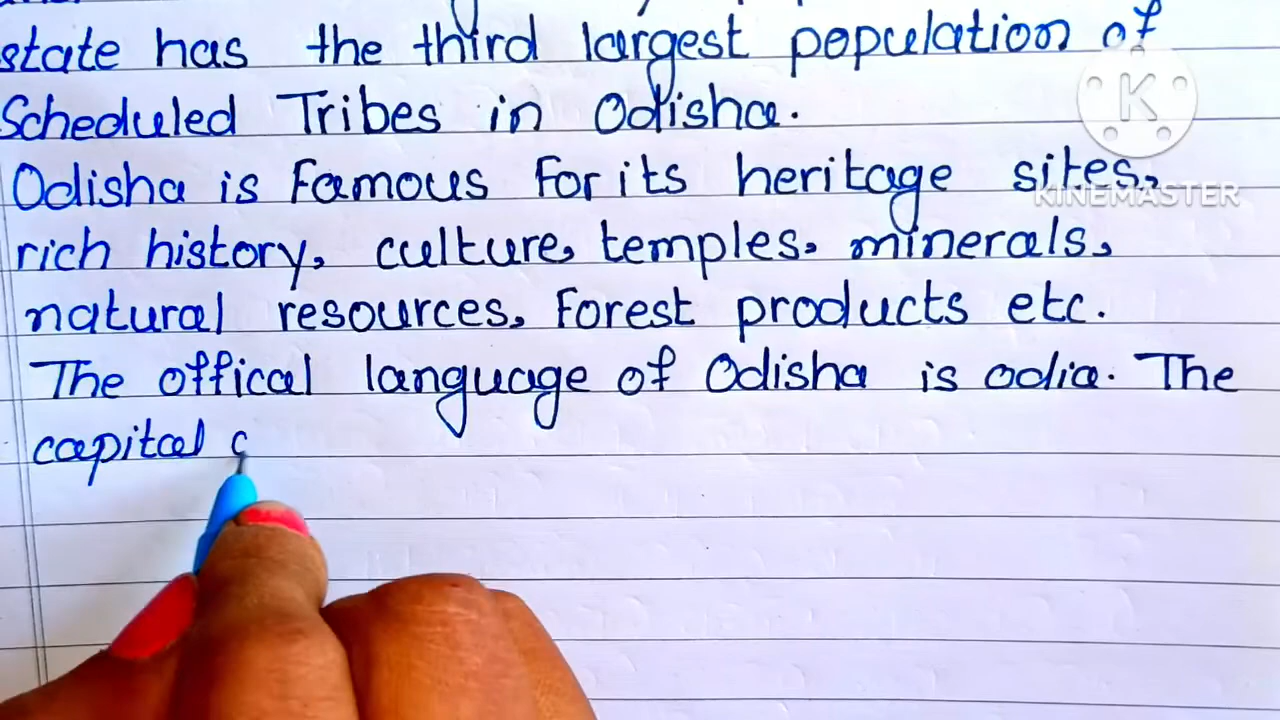 state has the third largest population of
Scheduled Tribes in Odisha.
Odisha is Famous For its heritage sites,
rich history, culture, temples, minerals,
natural resources, Forest products etc.
The offical language of Odisha is odia. The
capital
K
KINEMASTER